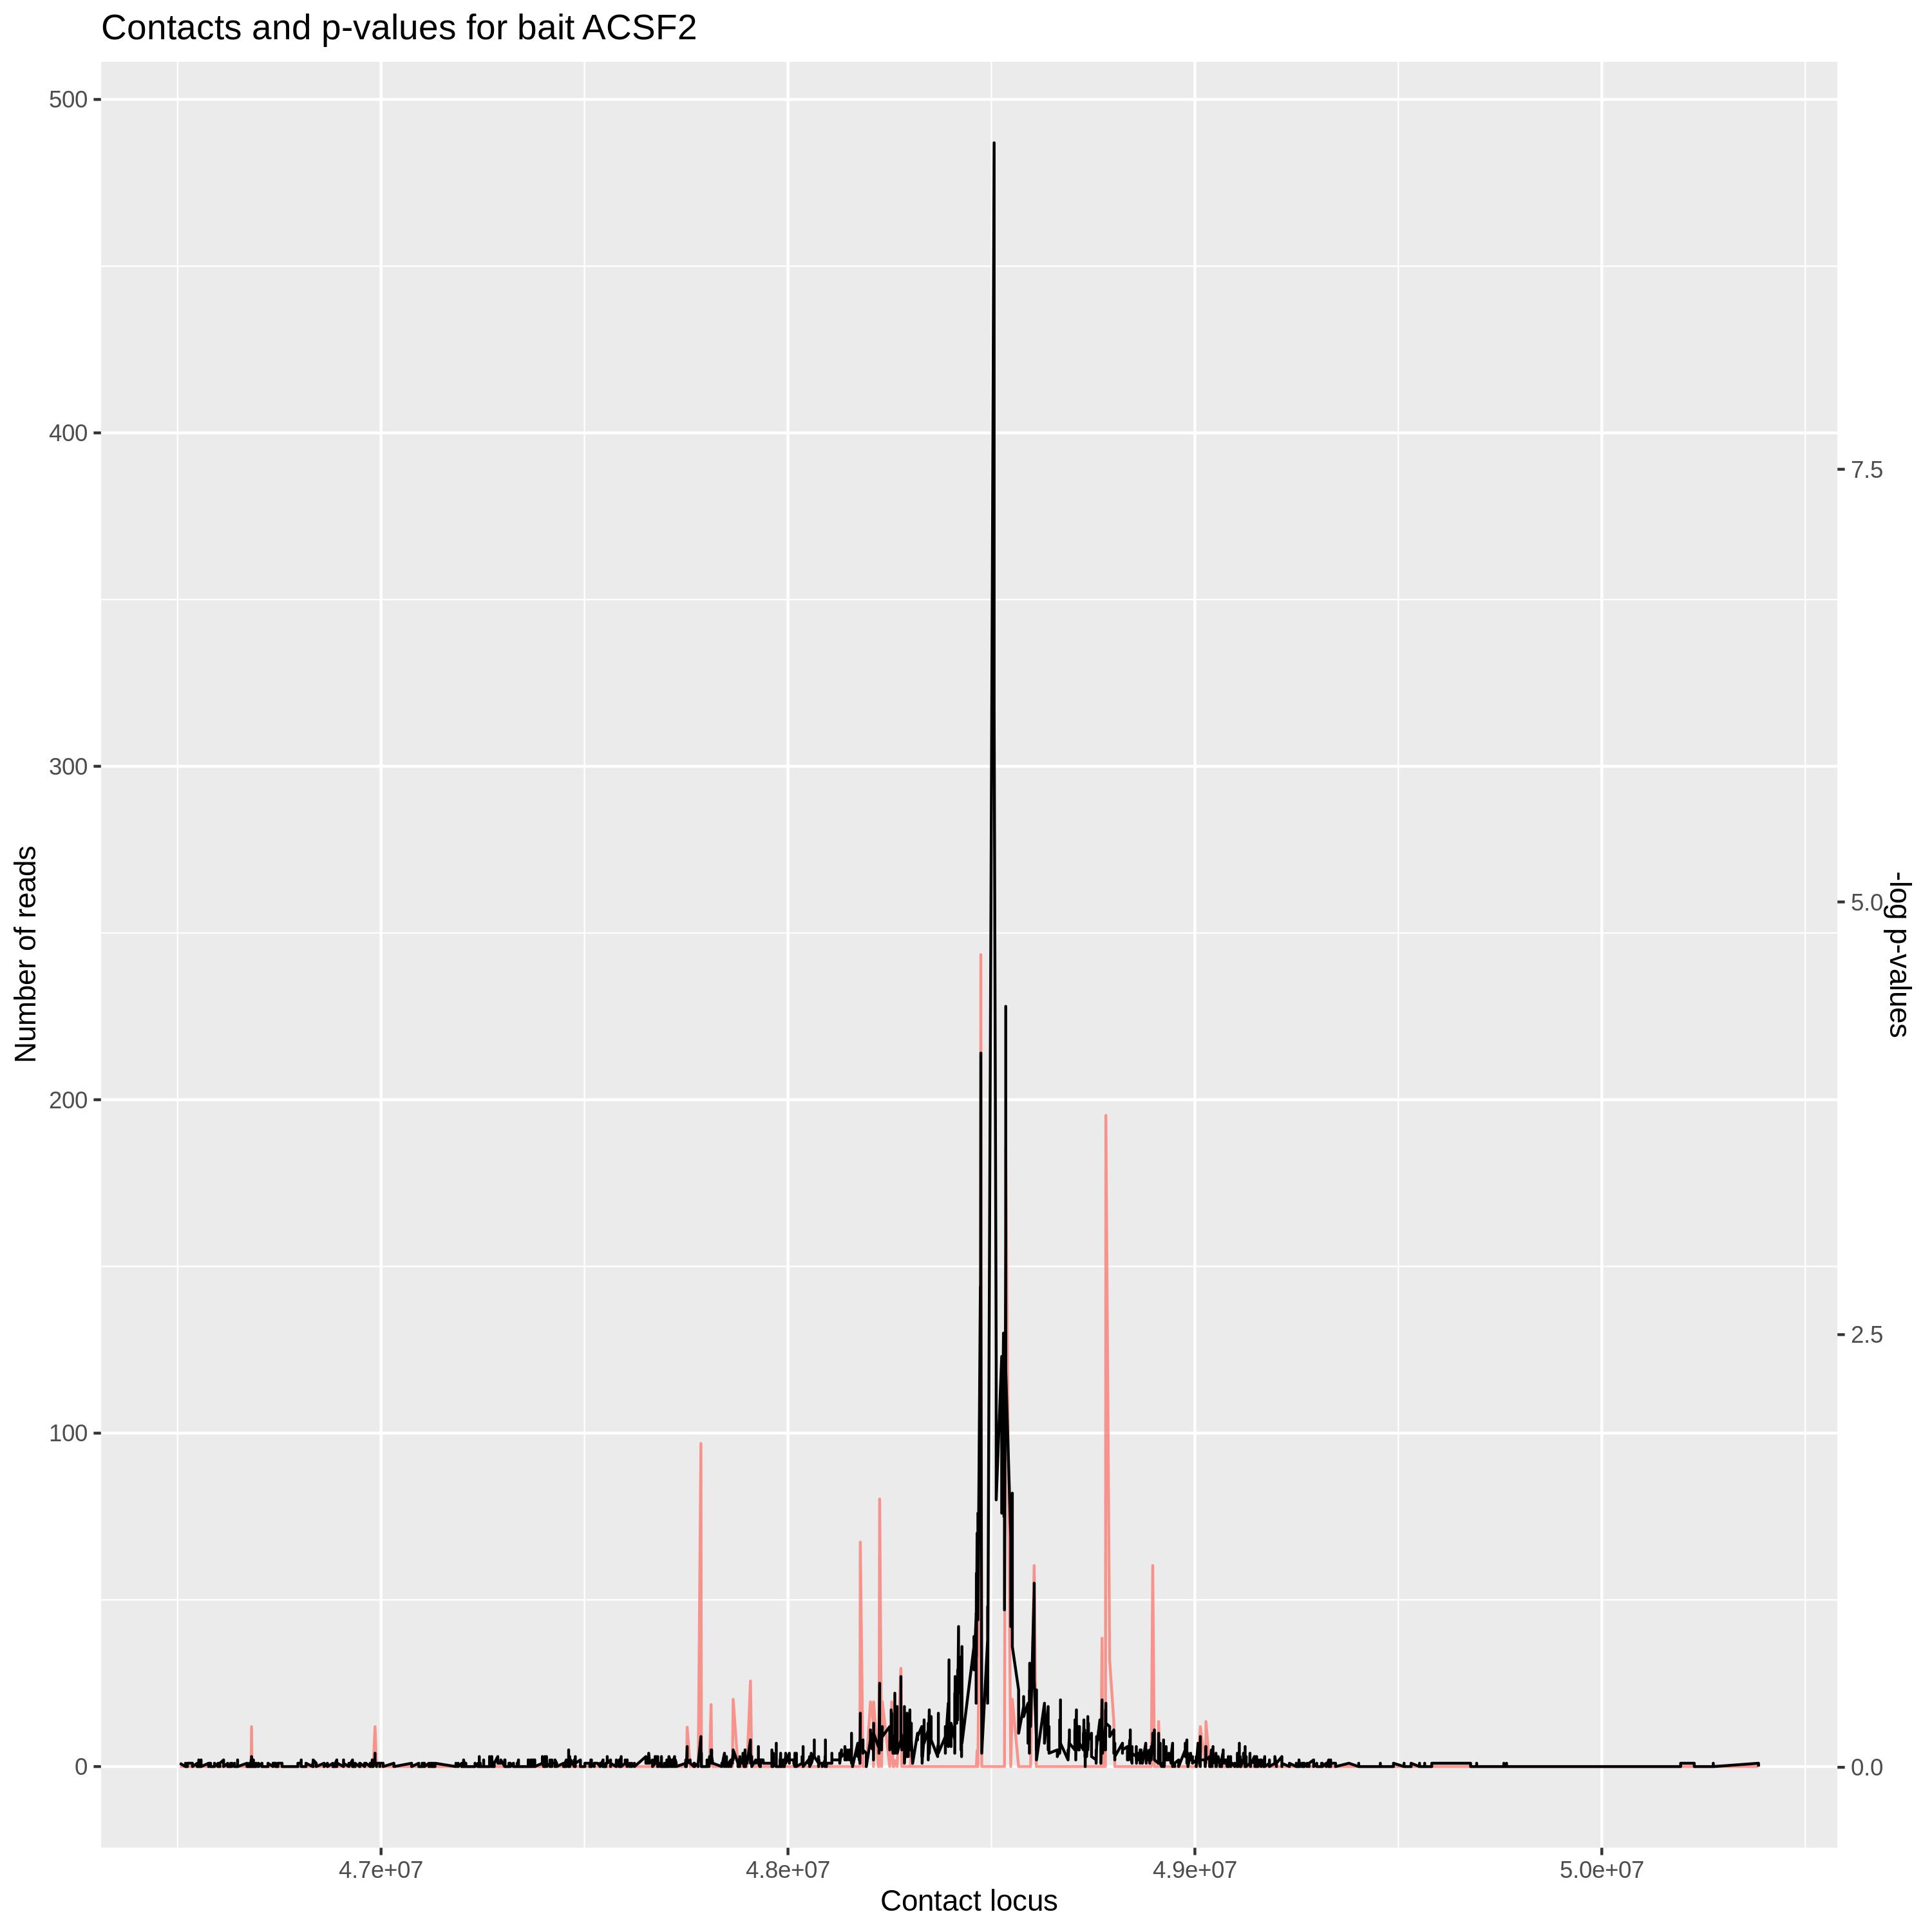 Contacts and p-values for bait ACSF2
500
400
300
200
100
0
Number of reads
7.5
5.0
2.5
0.0
-log p-values
4.7e+07
4.8e+07
4.9e+07
5.0e+07
Contact locus